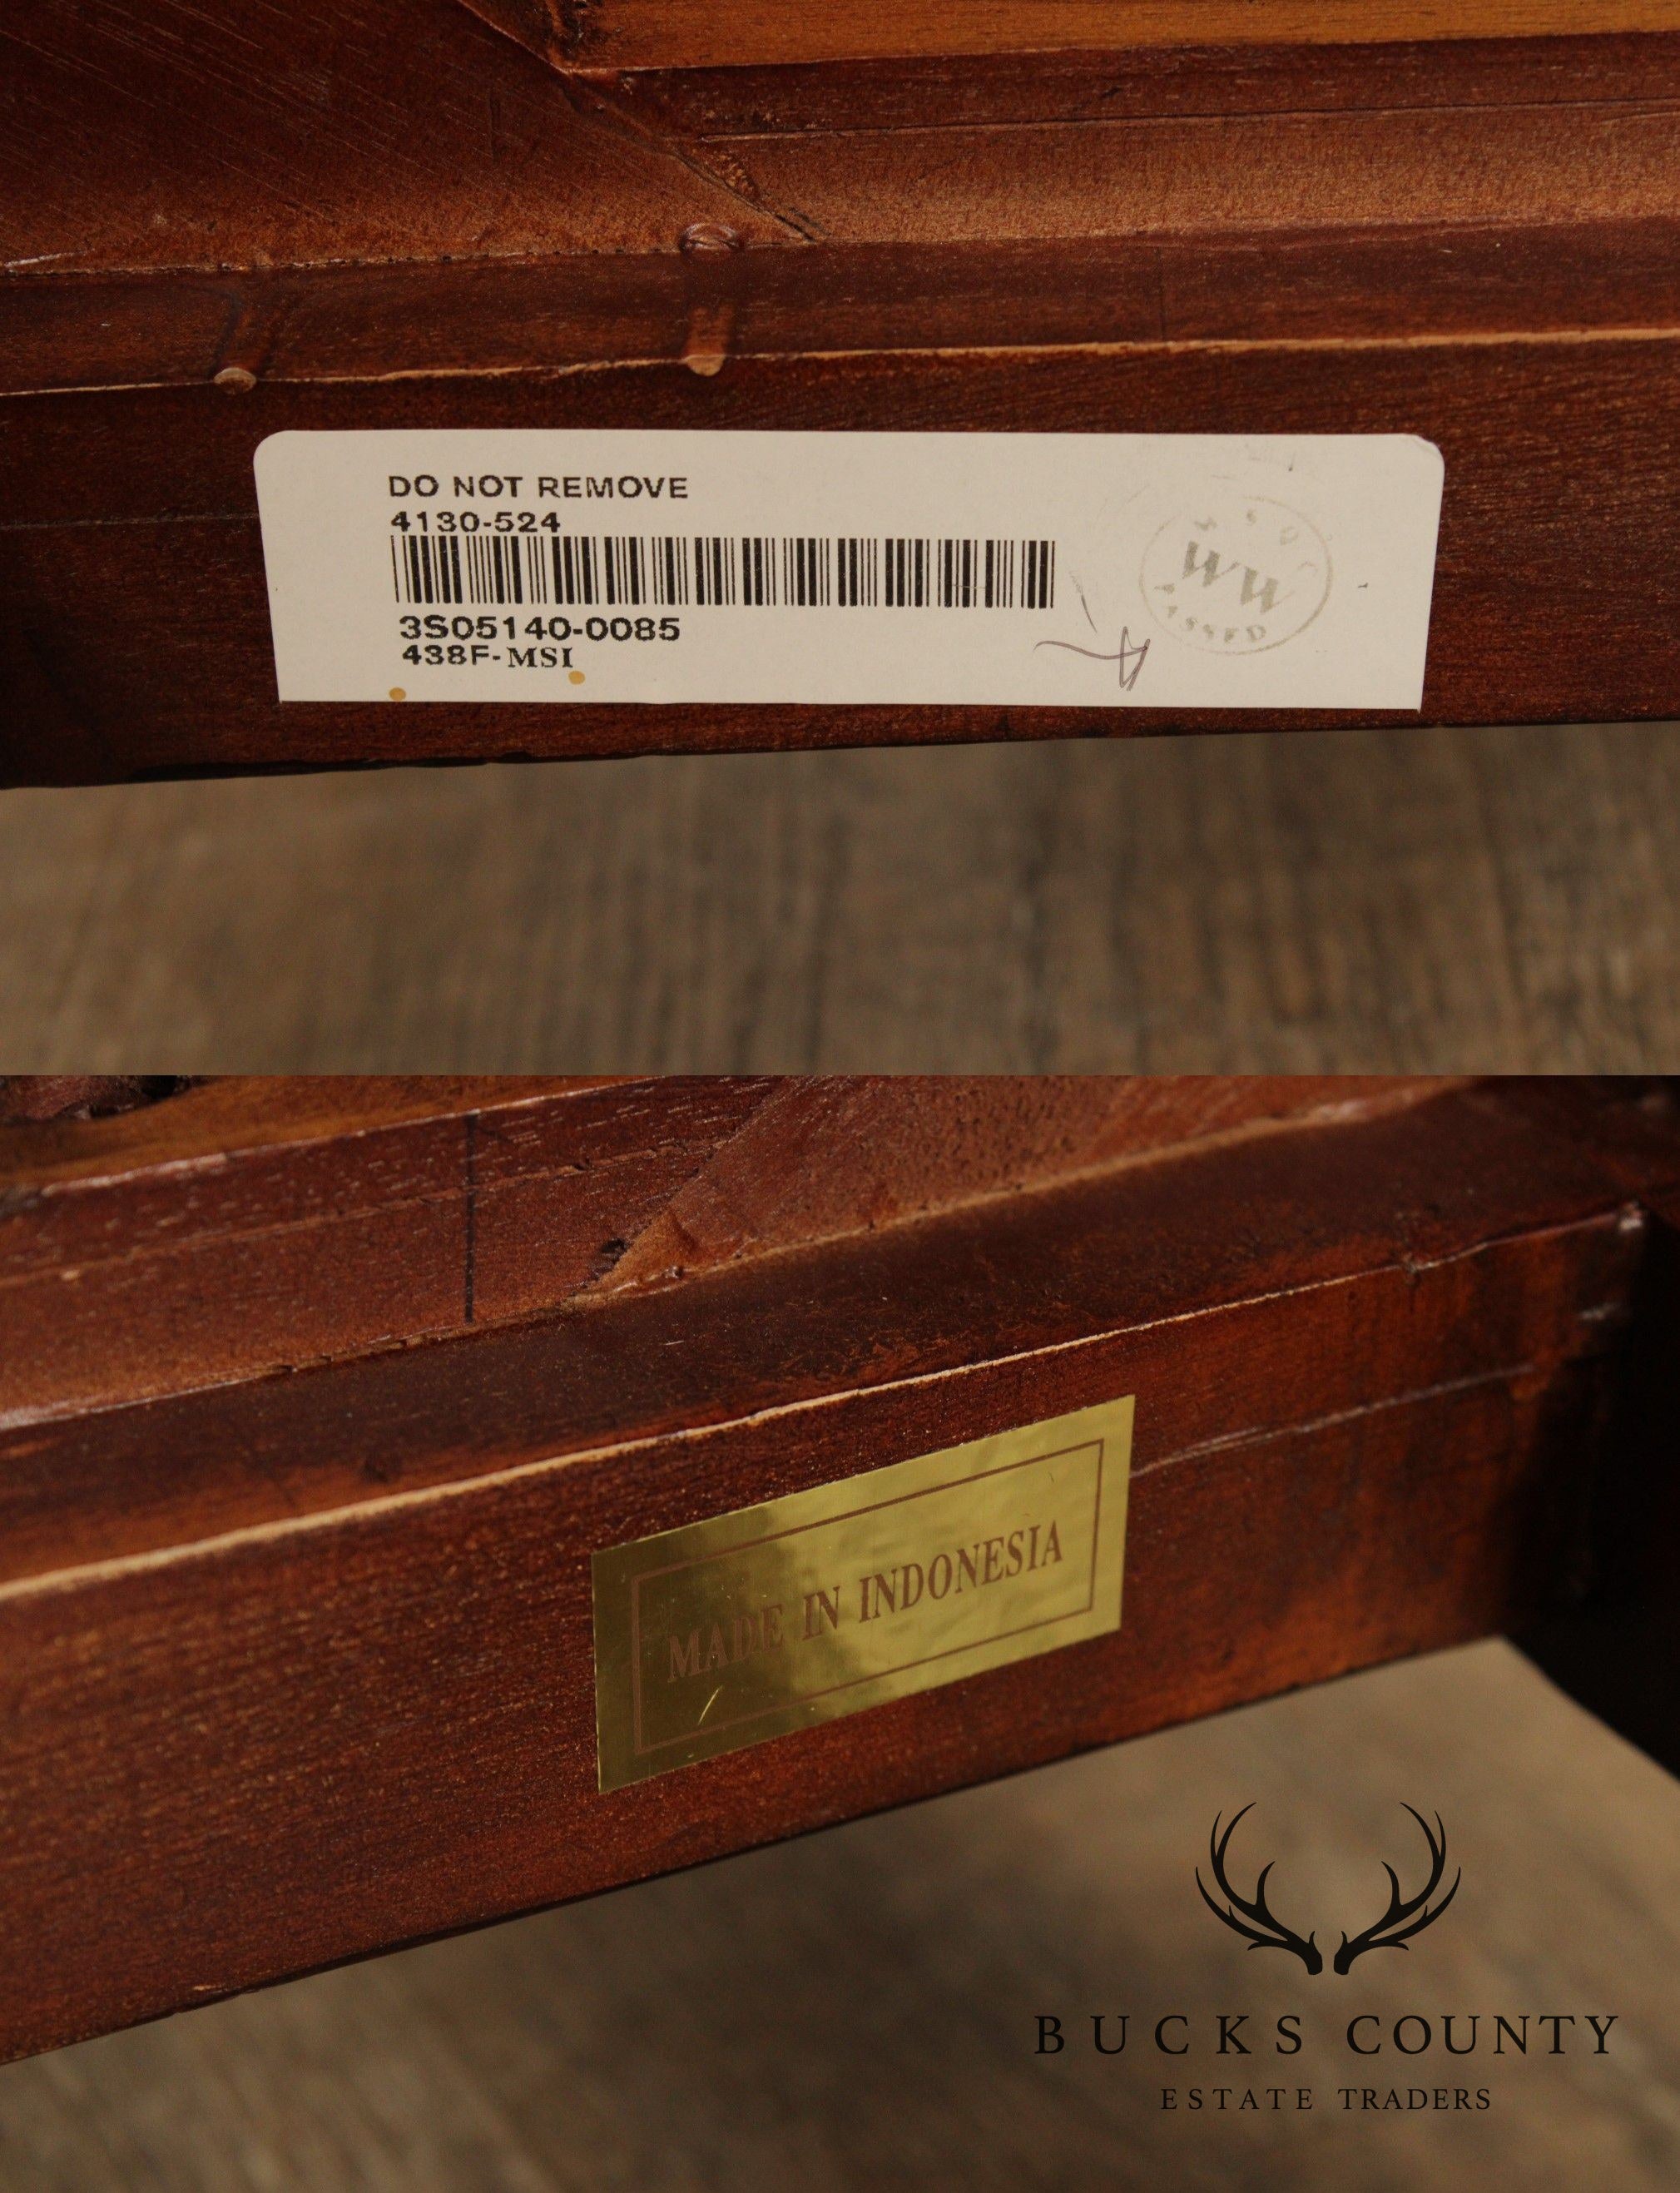 DO NOT REMOVE
4130-524
3S05140-0085
438F-MSI
PASSED
MADE IN INDONESIA
BUCKS COUNTY
ESTATE TRADERS